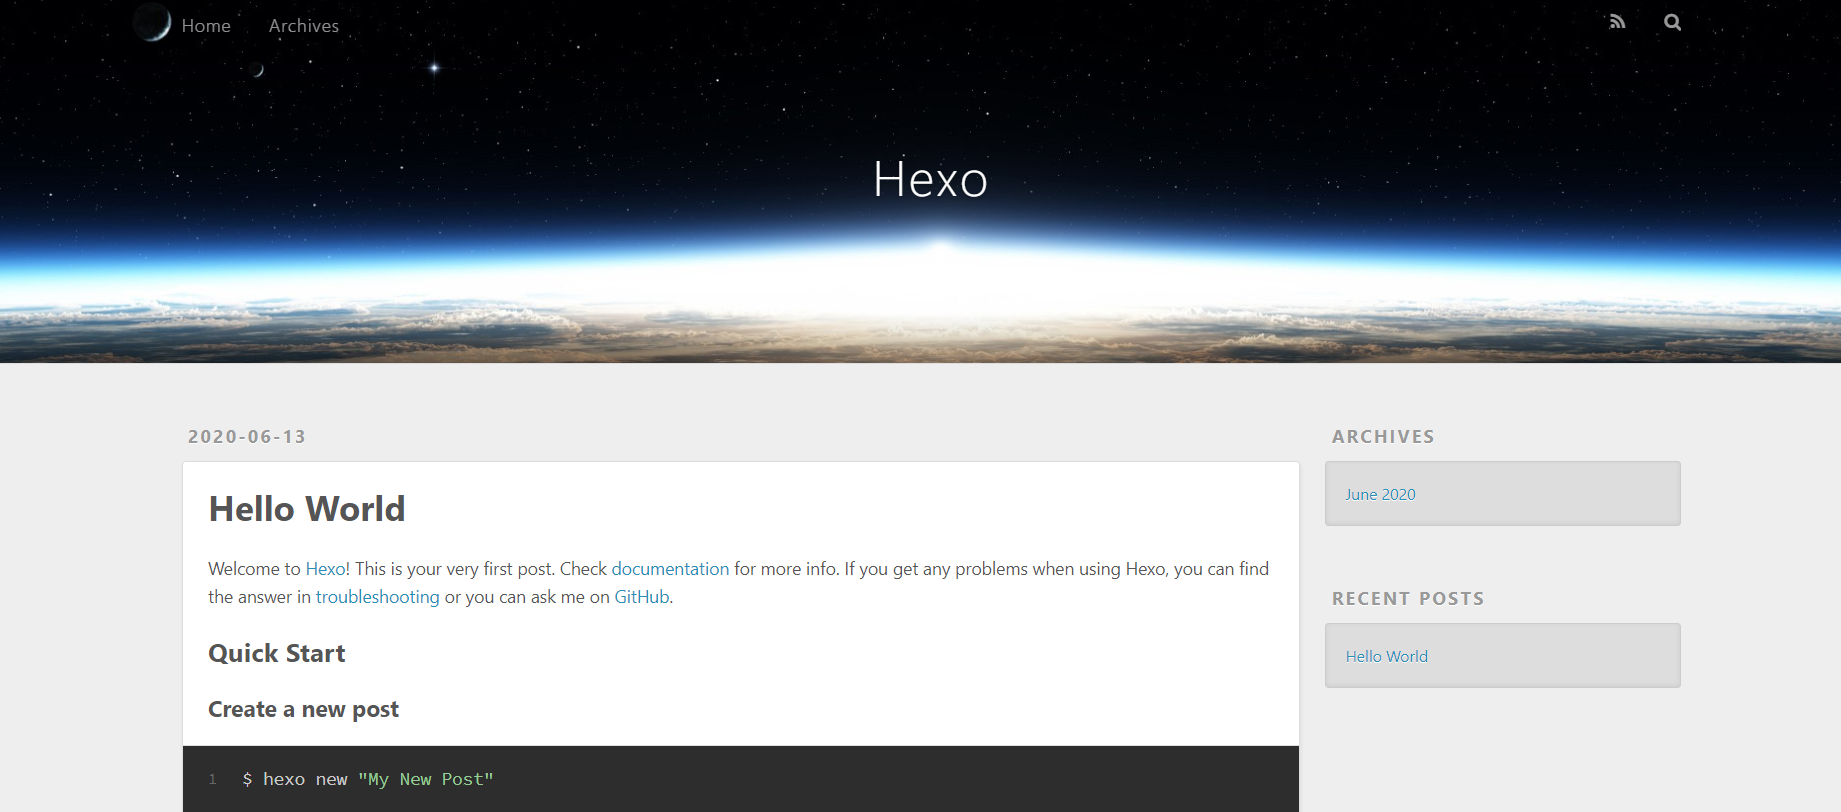 Home Archives
Hexo
2020-06-13
Hello World
Welcome to Hexo! This is your very first post. Check documentation for more info. If you get any problems when using Hexo, you can find
the answer in troubleshooting or you can ask me on GitHub.
Quick Start
Create a new post
1 $ hexo new "My New Post"
ARCHIVES
June 2020
RECENT POSTS
Hello World